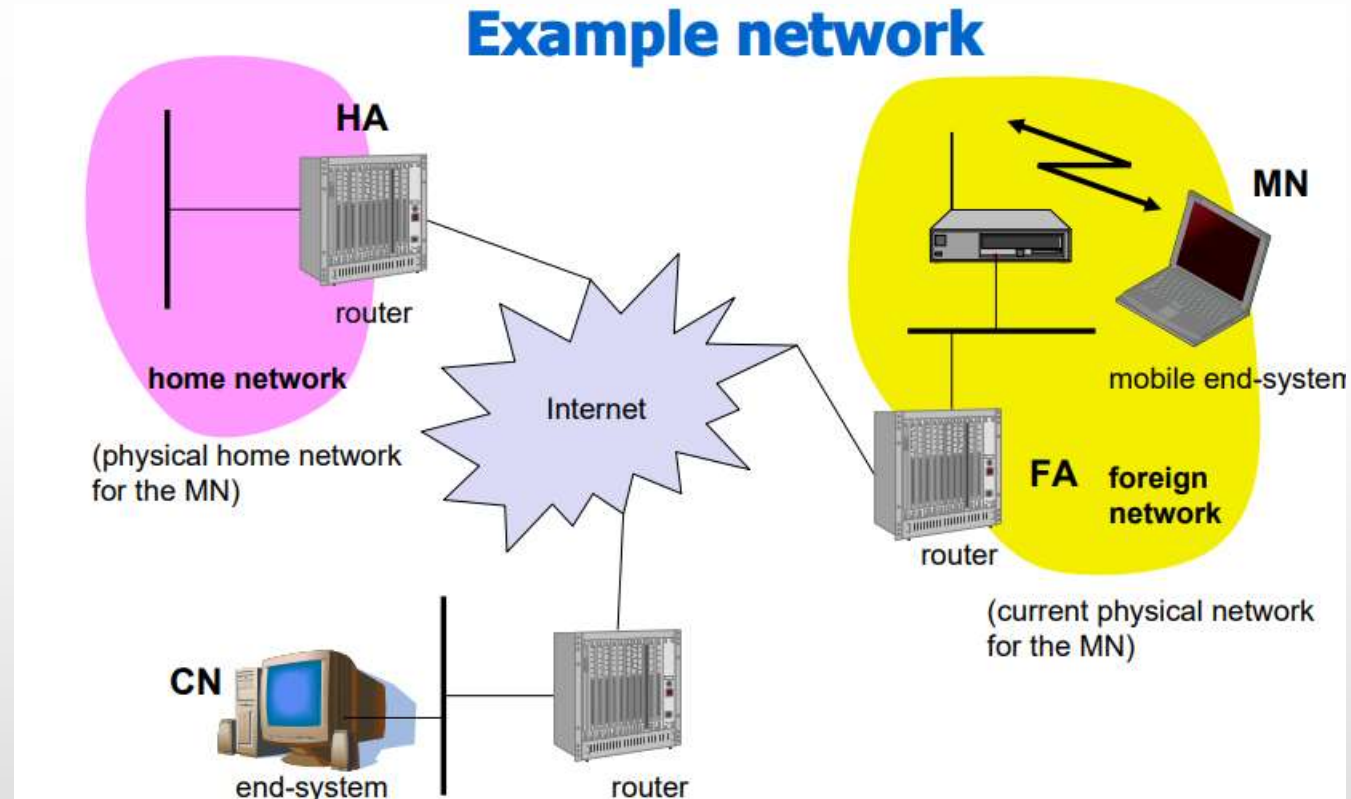 Example network
HA
router
home network
(physical home network
for the MN)
Internet
MN
mobile end-system
FA
foreign
network
router
(current physical network
for the MN)
CN
end-system
router